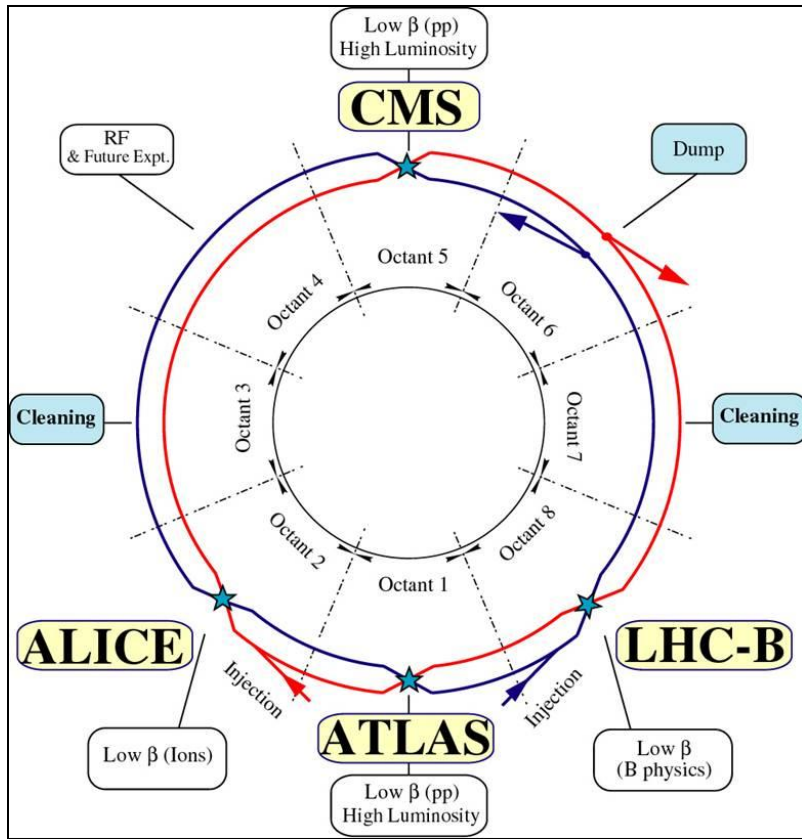 Low β (pp)
High Luminosity
CMS
RF
& Future Expt.
Dump
Octant 5
Octant 4
Octant 6
Octant 3
Octant 7
Cleaning
Cleaning
Octant 2
Octant 8
Octant 1
ALICE
LHC-B
Injection
Injection
ATLAS
Low β (Ions)
Low β
(B physics)
Low β (pp)
High Luminosity